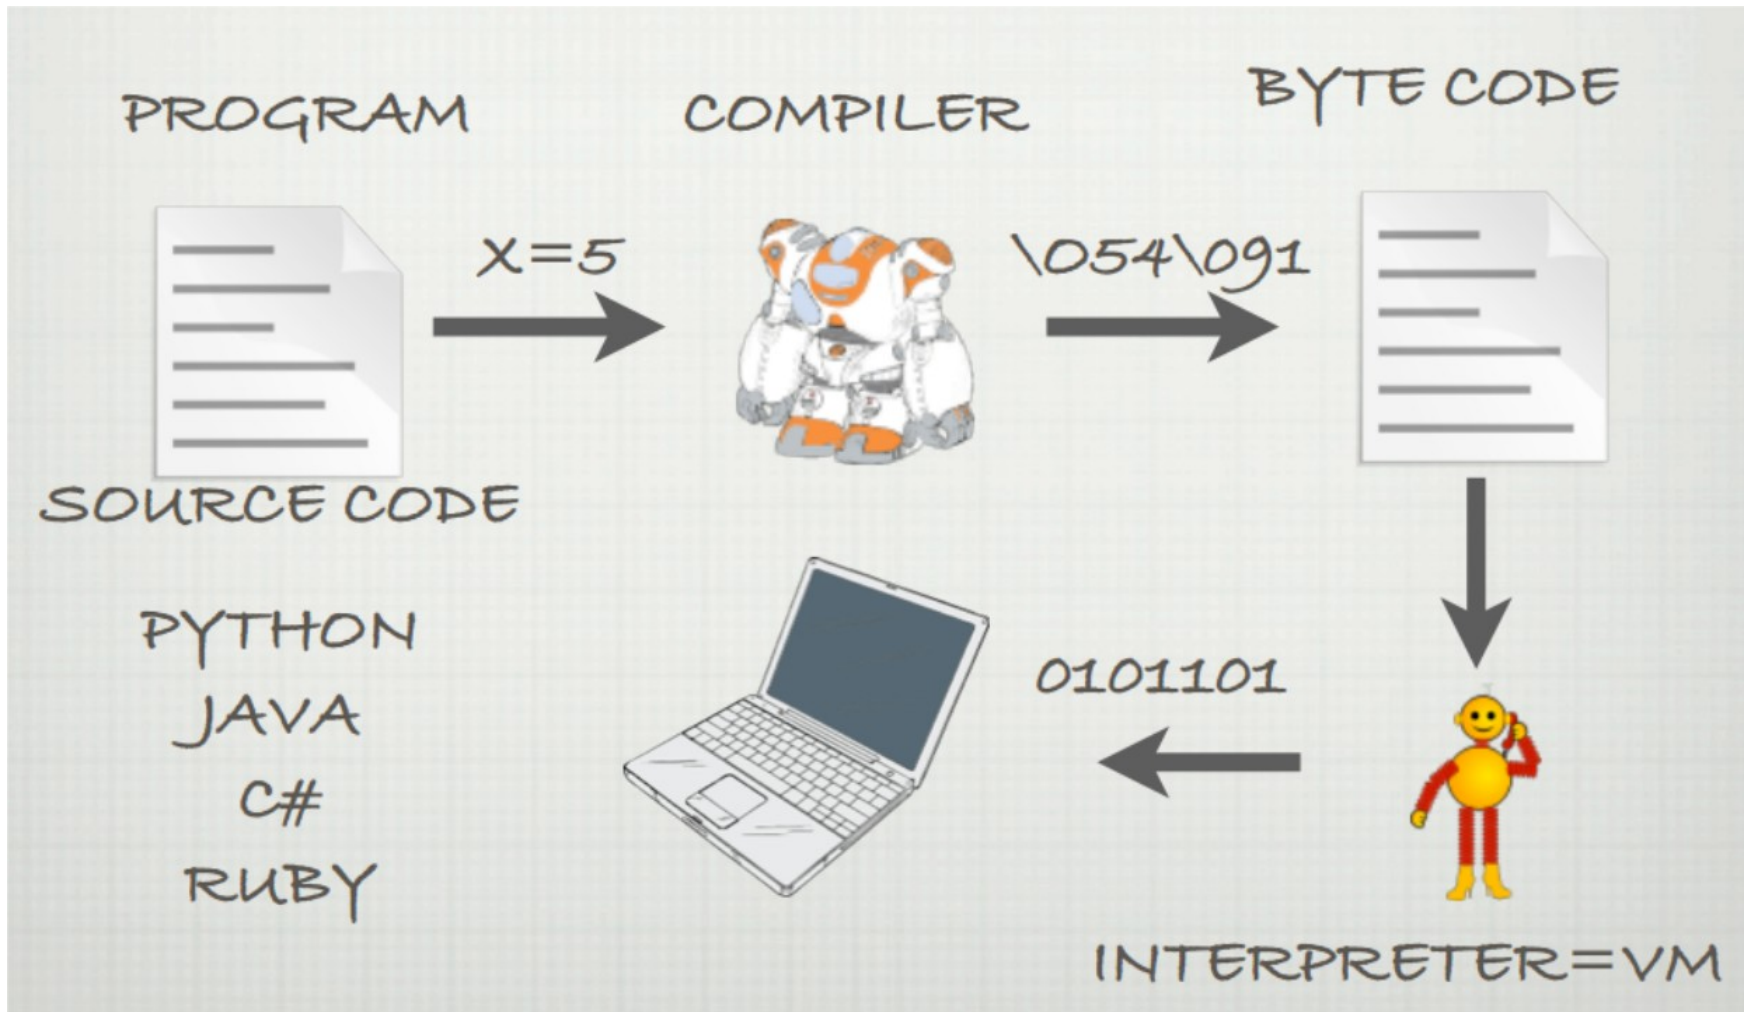 PROGRAM
COMPILER
BYTE CODE
X=5
\054\091
SOURCE CODE
PYTHON
JAVA
C#
RUBY
0101101
INTERPRETER=VM